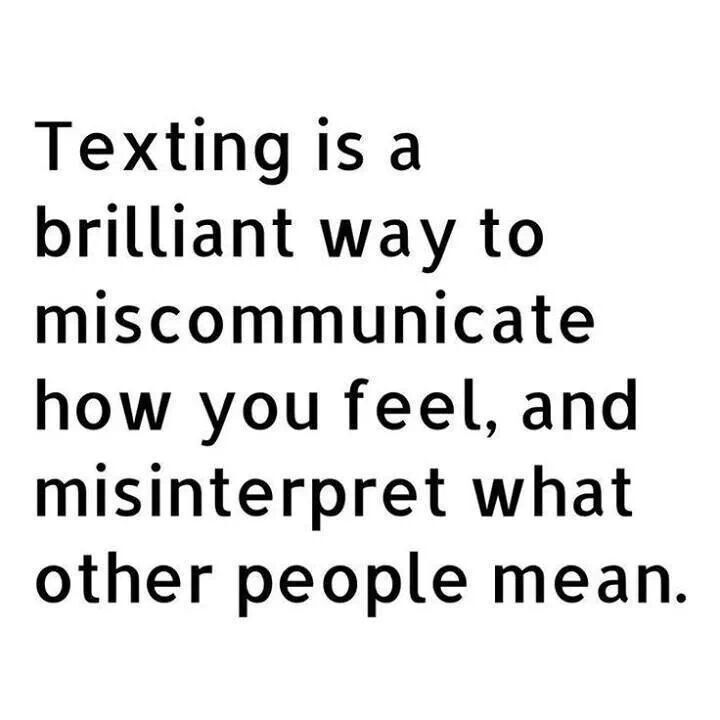 Texting is a
brilliant way to
miscommunicate
how you feel, and
misinterpret what
other people mean.